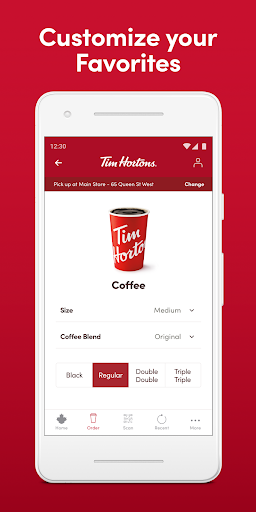 Customize your
Favorites
12:30
Tim Hortons.
Pick up at Main Store - 65 Queen St West Change
Tim
Horto
Coffee
Size Medium
Coffee Blend Original
Black Regular Double Double Triple Triple
Home Order Scan Recent More